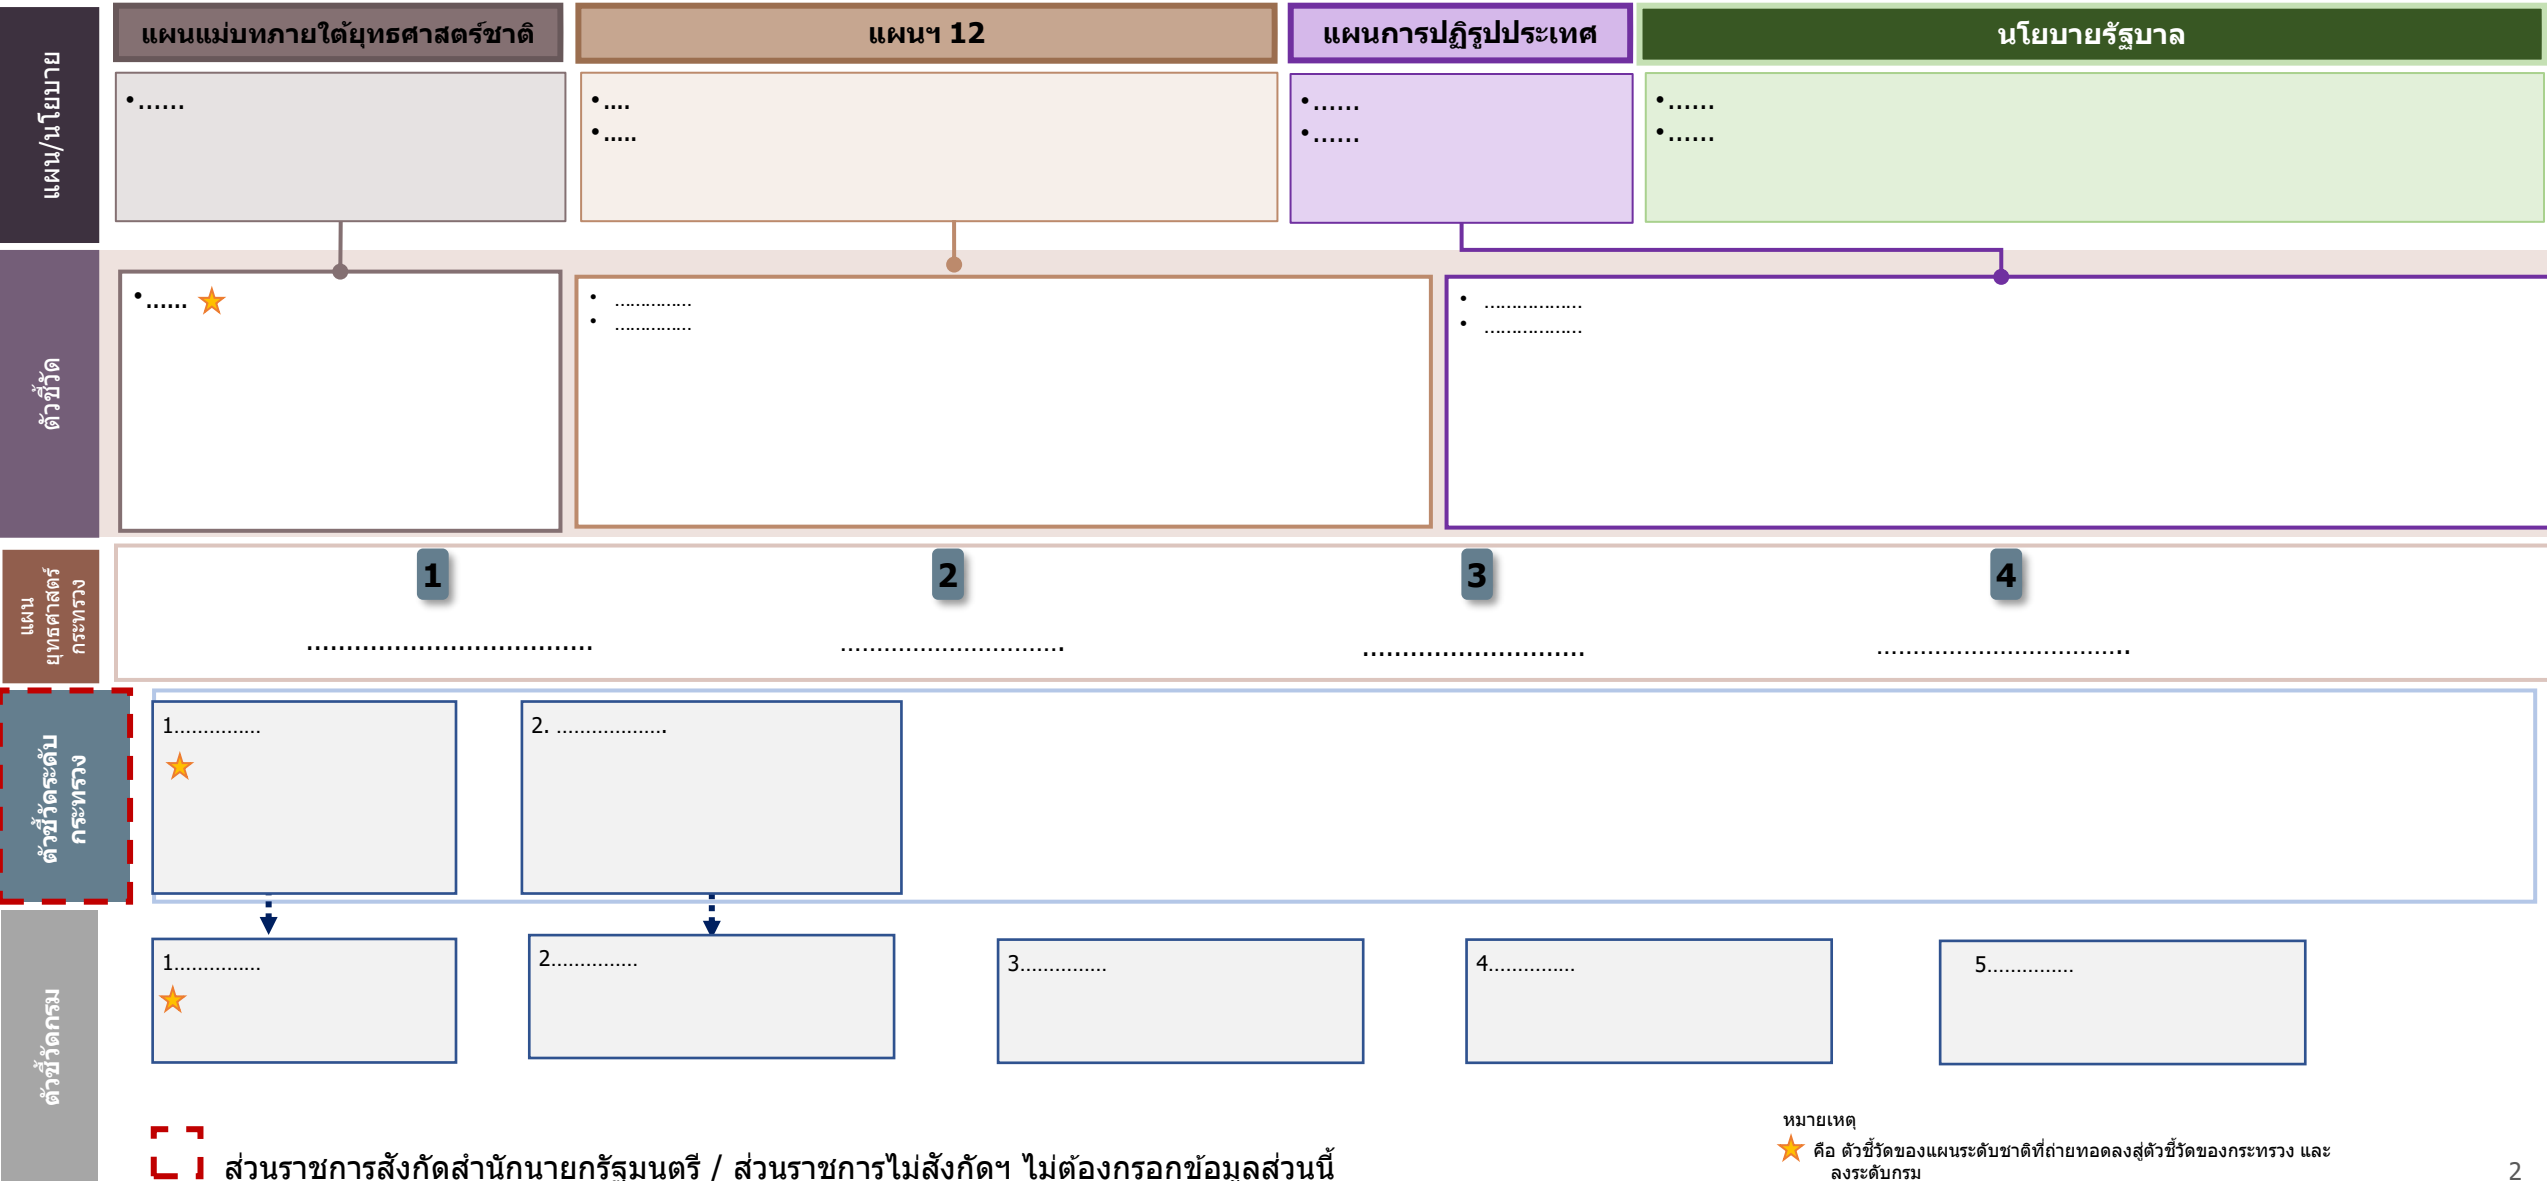 แผน/นโยบาย
แผนแม่บทภายใต้ยุทธศาสตร์ชาติ
แผนฯ 12
แผนการปฏิรูปประเทศ
นโยบายรัฐบาล
•......
•....
•.....
•......
•......
•......
•......
ตัวชี้วัด
•......
• ...............
• ...............
• ..................
• ..................
แผน
ยุทธศาสตร์
กระทรวง
1
2
3
4
....................................
..............................
............................
..................................
ตัวชี้วัดระดับ
กระทรวง
1...............
2. ..................
ตัวชี้วัดกรม
1...............
2...............
3...............
4...............
5...............
ส่วนราชการสังกัดสำนักนายกรัฐมนตรี / ส่วนราชการไม่สังกัดฯ ไม่ต้องกรอกข้อมูลส่วนนี้
หมายเหตุ
คือ ตัวชี้วัดของแผนระดับชาติที่ถ่ายทอดลงสู่ตัวชี้วัดของกระทรวง และ
ลงระดับกรม
2